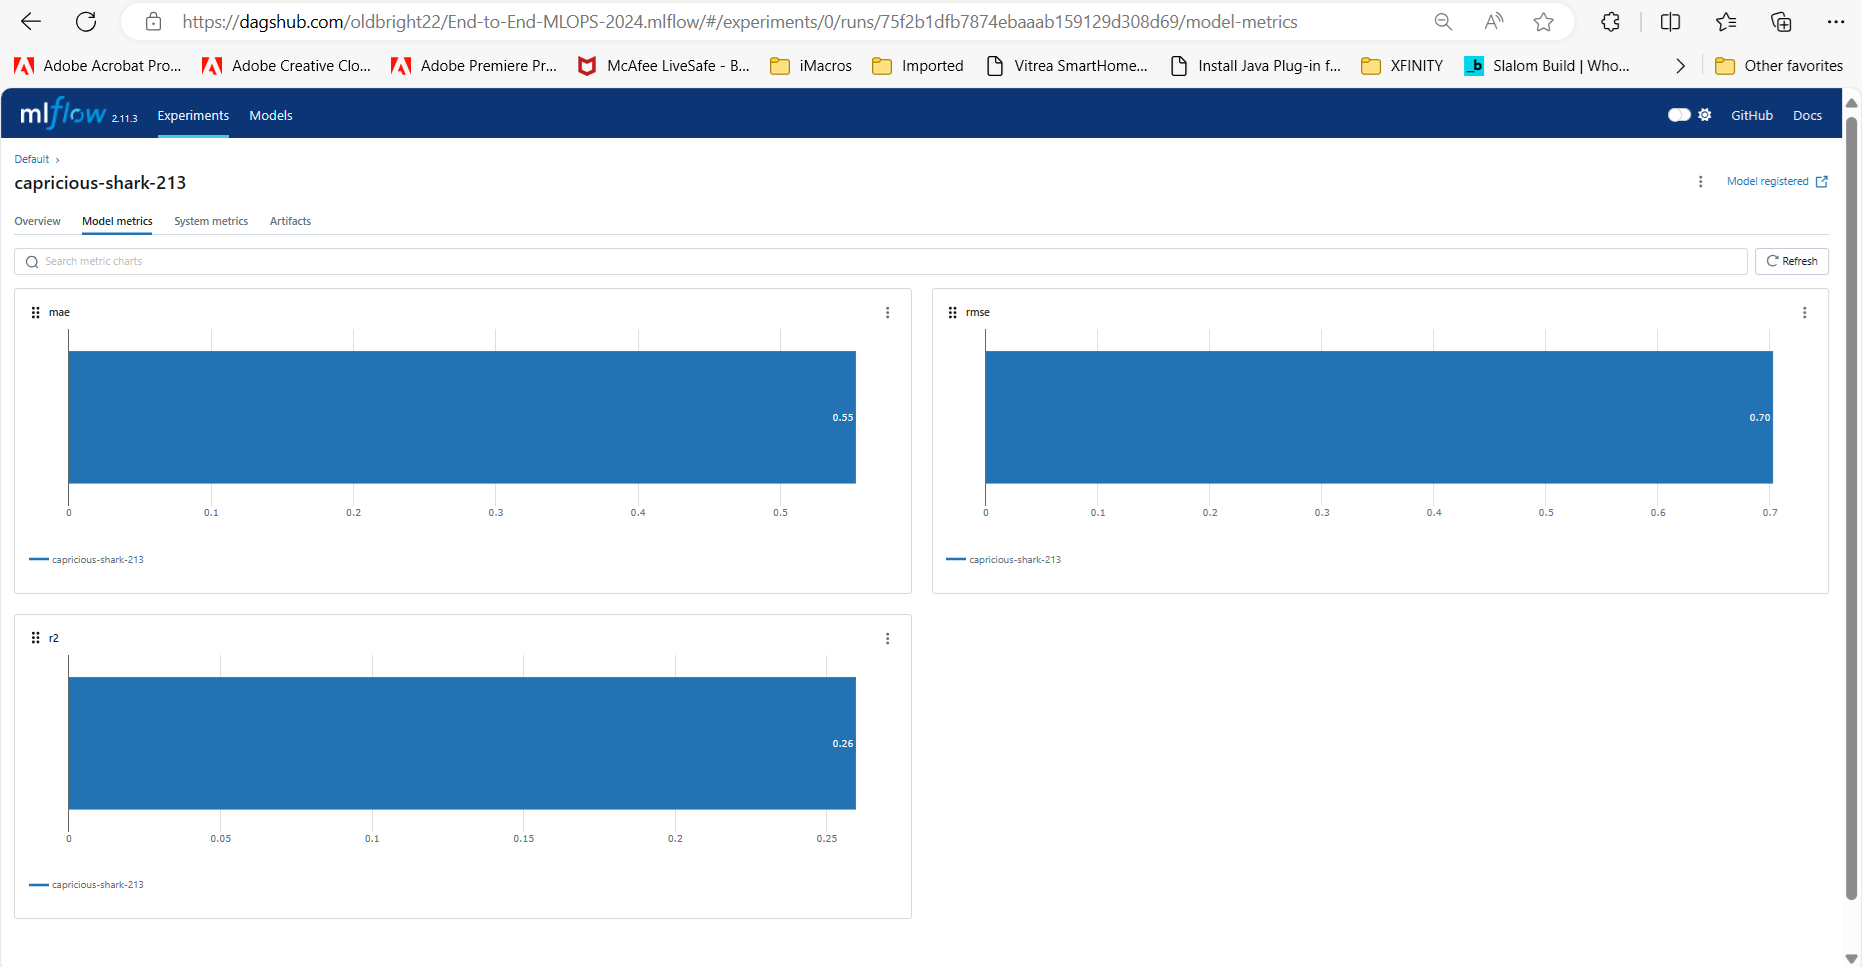 https://dagshub.com/oldbright22/End-to-End-MLOPS-2024.mlflow/#/experiments/0/runs/75f2b1dfb7874ebaaab159129d308d69/model-metrics
Adobe Acrobat Pro... Adobe Creative Clo... Adobe Premiere Pr... McAfee LiveSafe - B... iMacros Imported Vitrea SmartHome... Install Java Plug-in f... XFINITY _b Slalom Build | Who... Other favorites
mlflow 2.11.3 Experiments Models GitHub Docs
Default ›
capricious-shark-213 Model registered
Overview Model metrics System metrics Artifacts
Search metric charts Refresh
mae
0.55
0 0.1 0.2 0.3 0.4 0.5
capricious-shark-213
rmse
0.70
0 0.1 0.2 0.3 0.4 0.5 0.6 0.7
capricious-shark-213
r2
0.26
0 0.05 0.1 0.15 0.2 0.25
capricious-shark-213